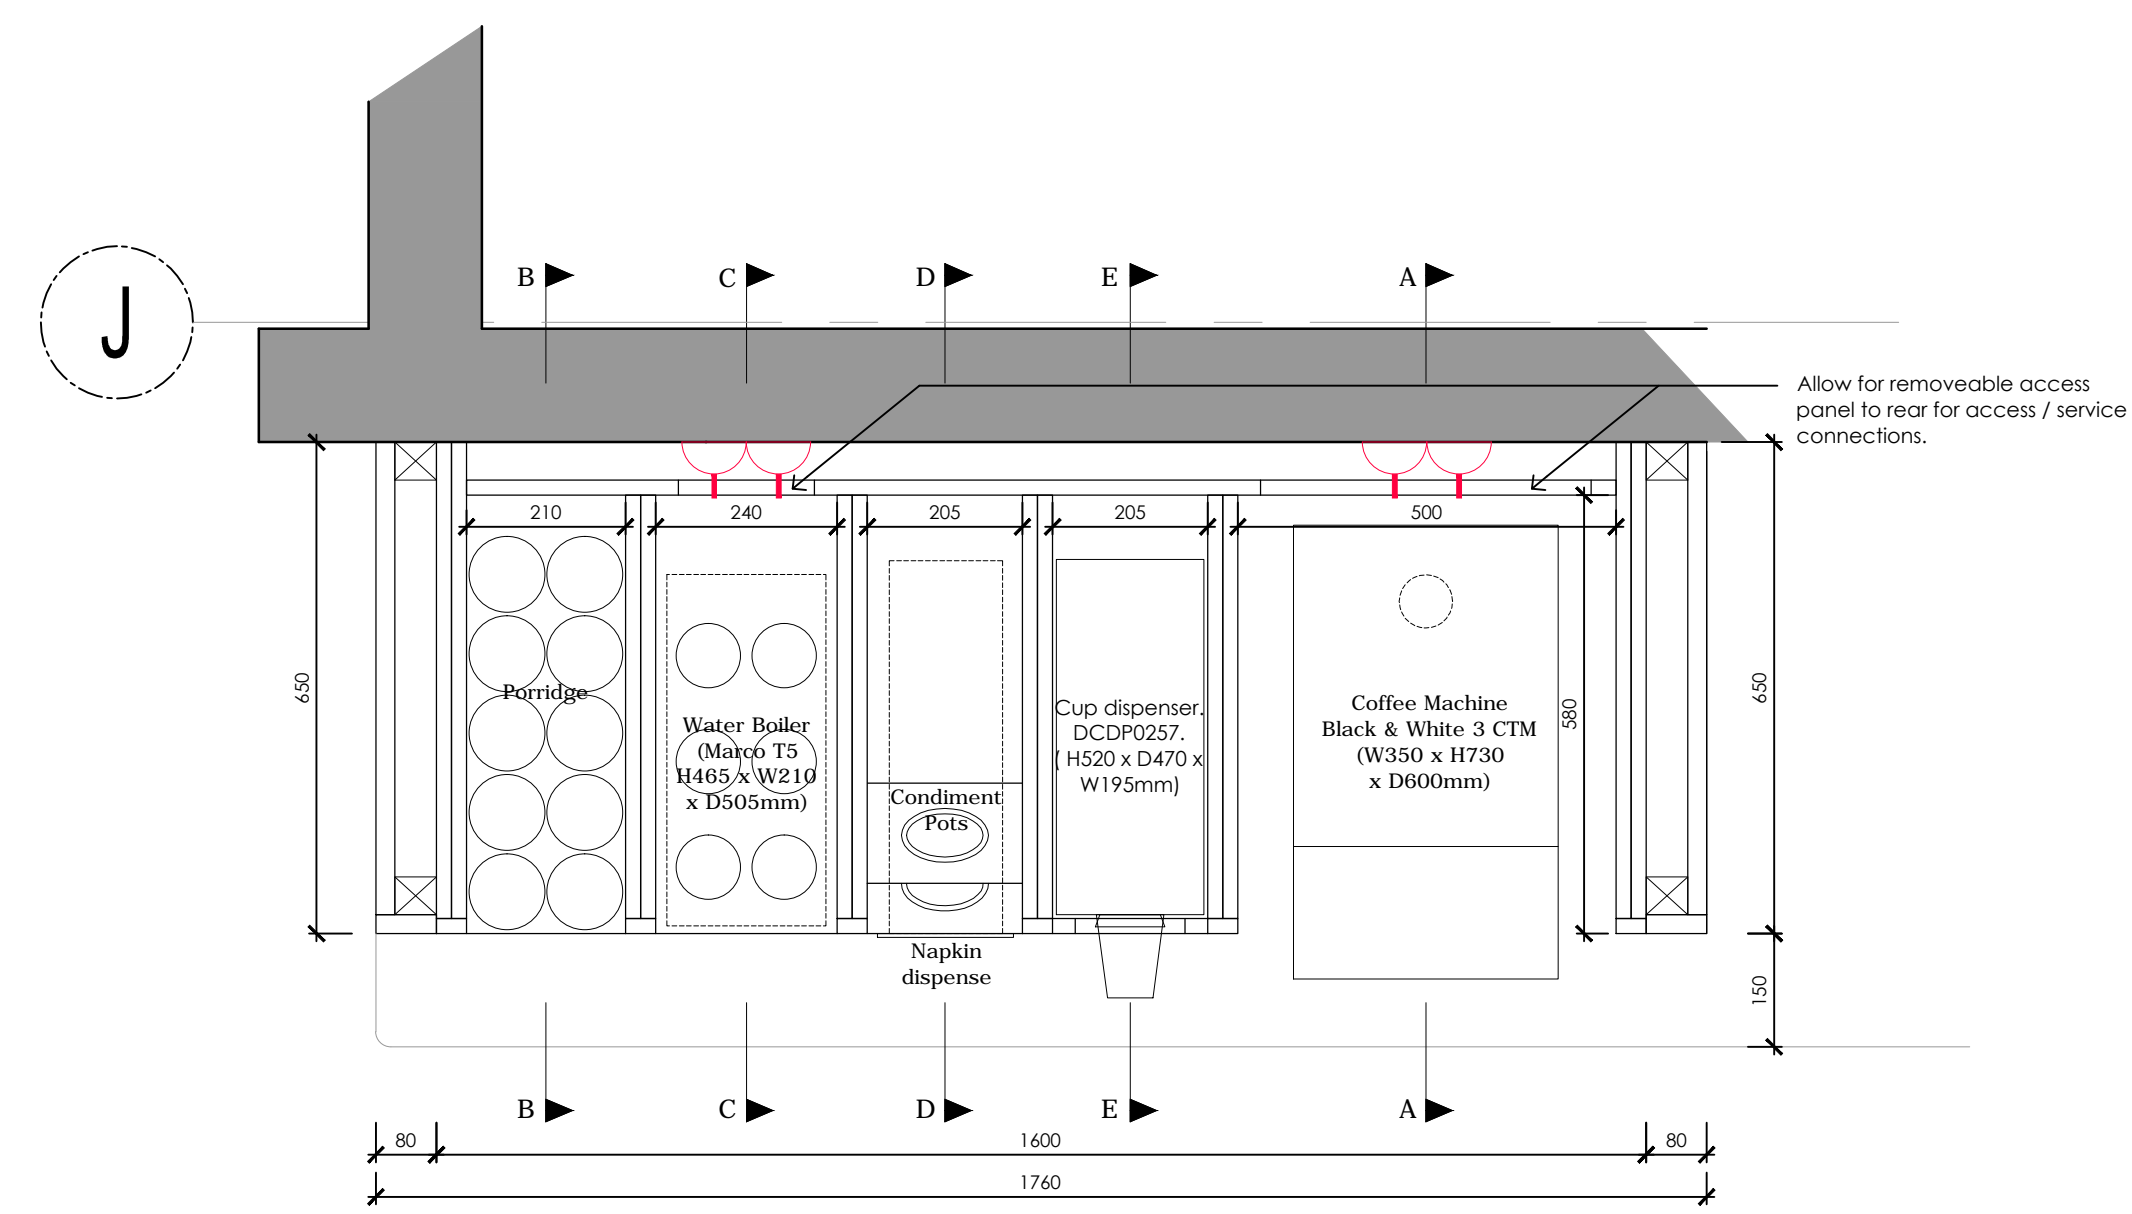 B
C
D
E
A
J
Allow for removeable access
panel to rear for access / service
connections.
210
240
205
205
500
650
Porridge
Water Boiler
(Marco T5
H465 x W210
x D505mm)
Condiment
Pots
Cup dispenser.
DCDP0257.
( H520 x D470 x
W195mm)
Coffee Machine
Black & White 3 CTM
(W350 x H730
x D600mm)
580
650
Napkin
dispense
150
B
C
D
E
A
80
1600
80
1760